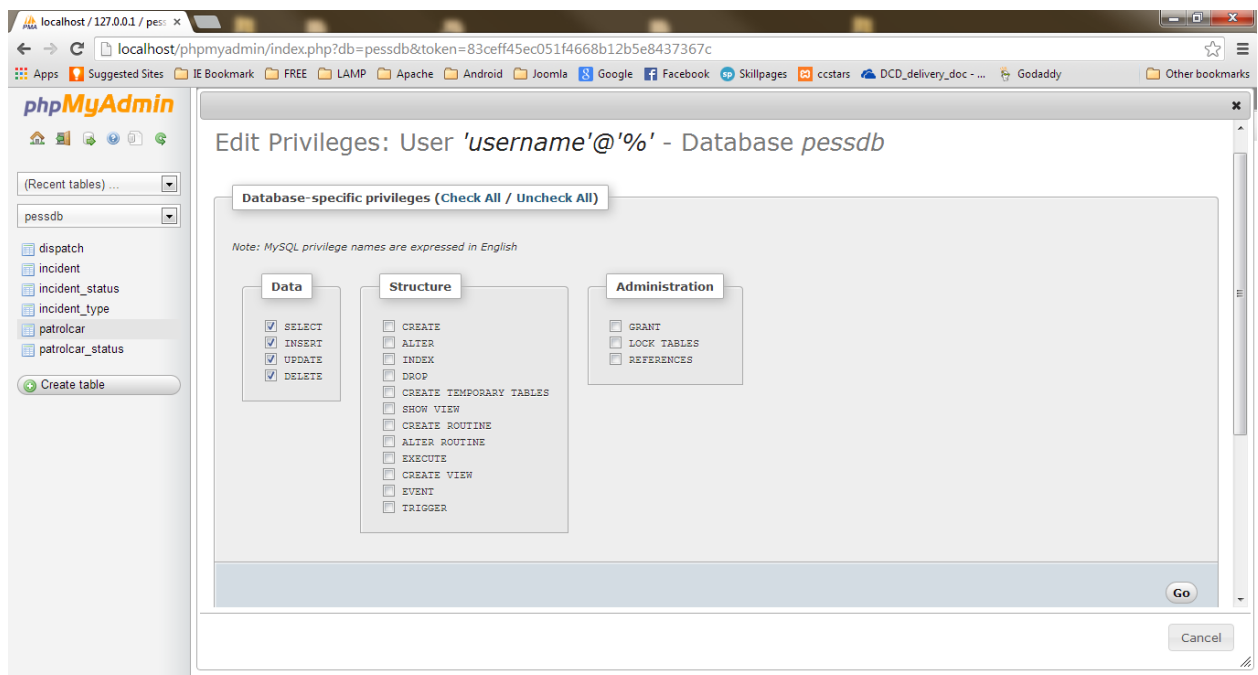 localhost / 127.0.0.1 / pess
localhost/phpmyadmin/index.php?db=pessdb&token=83ceff45ec051f4668b12b5e8437367c
Apps Suggested Sites IE Bookmark FREE LAMP Apache Android Joomla Google Facebook Skillpages ccstars DCD_delivery_doc - ... Godaddy Other bookmarks
phpMyAdmin
(Recent tables) ...
pessdb
dispatch
incident
incident_status
incident_type
patrolcar
patrolcar_status
Create table
Edit Privileges: User 'username'@'%' - Database pessdb
Database-specific privileges (Check All / Uncheck All)
Note: MySQL privilege names are expressed in English
Data
SELECT
INSERT
UPDATE
DELETE
Structure
CREATE
ALTER
INDEX
DROP
CREATE TEMPORARY TABLES
SHOW VIEW
CREATE ROUTINE
ALTER ROUTINE
EXECUTE
CREATE VIEW
EVENT
TRIGGER
Administration
GRANT
LOCK TABLES
REFERENCES
Go
Cancel